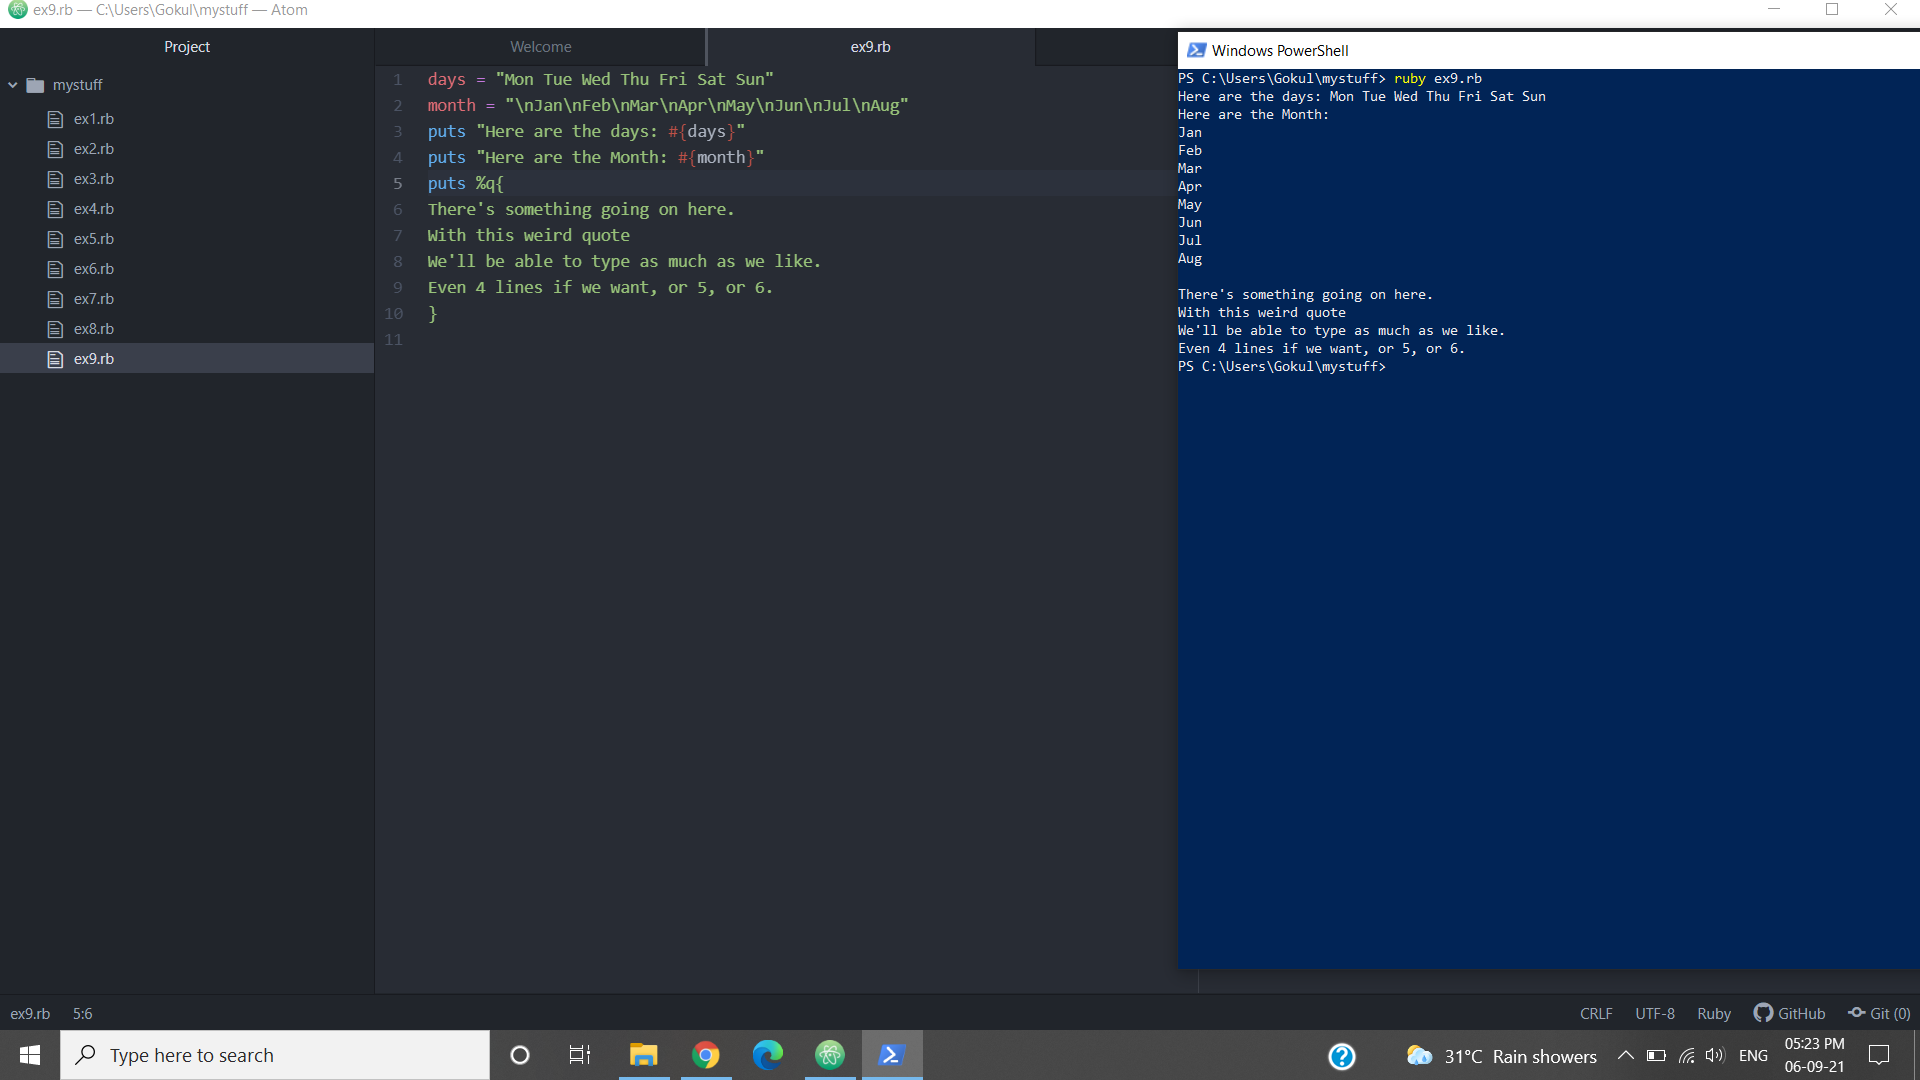 ex9.rb — C:\Users\Gokul\mystuff — Atom
Project
mystuff
ex1.rb
ex2.rb
ex3.rb
ex4.rb
ex5.rb
ex6.rb
ex7.rb
ex8.rb
ex9.rb
Welcome
ex9.rb
1 days = "Mon Tue Wed Thu Fri Sat Sun"
2 month = "\nJan\nFeb\nMar\nApr\nMay\nJun\nJul\nAug"
3 puts "Here are the days: #{days}"
4 puts "Here are the Month: #{month}"
5 puts %q{
6 There's something going on here.
7 With this weird quote
8 We'll be able to type as much as we like.
9 Even 4 lines if we want, or 5, or 6.
10 }
11
Windows PowerShell
PS C:\Users\Gokul\mystuff> ruby ex9.rb
Here are the days: Mon Tue Wed Thu Fri Sat Sun
Here are the Month:
Jan
Feb
Mar
Apr
May
Jun
Jul
Aug
There's something going on here.
With this weird quote
We'll be able to type as much as we like.
Even 4 lines if we want, or 5, or 6.
PS C:\Users\Gokul\mystuff>
ex9.rb 5:6
CRLF UTF-8 Ruby GitHub Git (0)
Type here to search
31°C Rain showers
ENG
05:23 PM
06-09-21